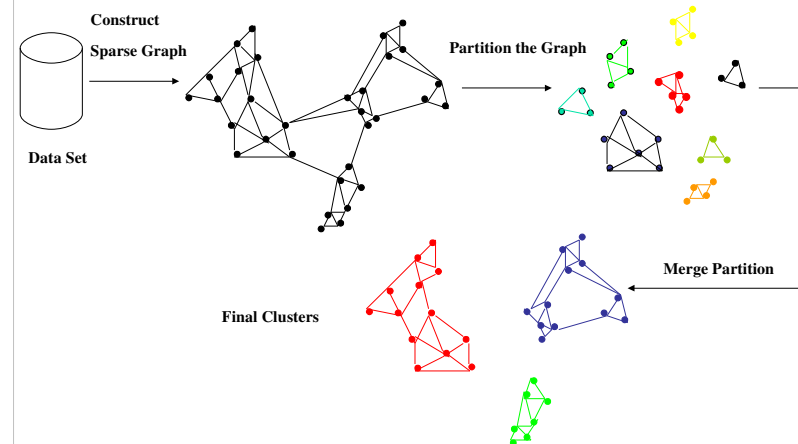 Construct
Sparse Graph
Partition the Graph
Data Set
Merge Partition
Final Clusters